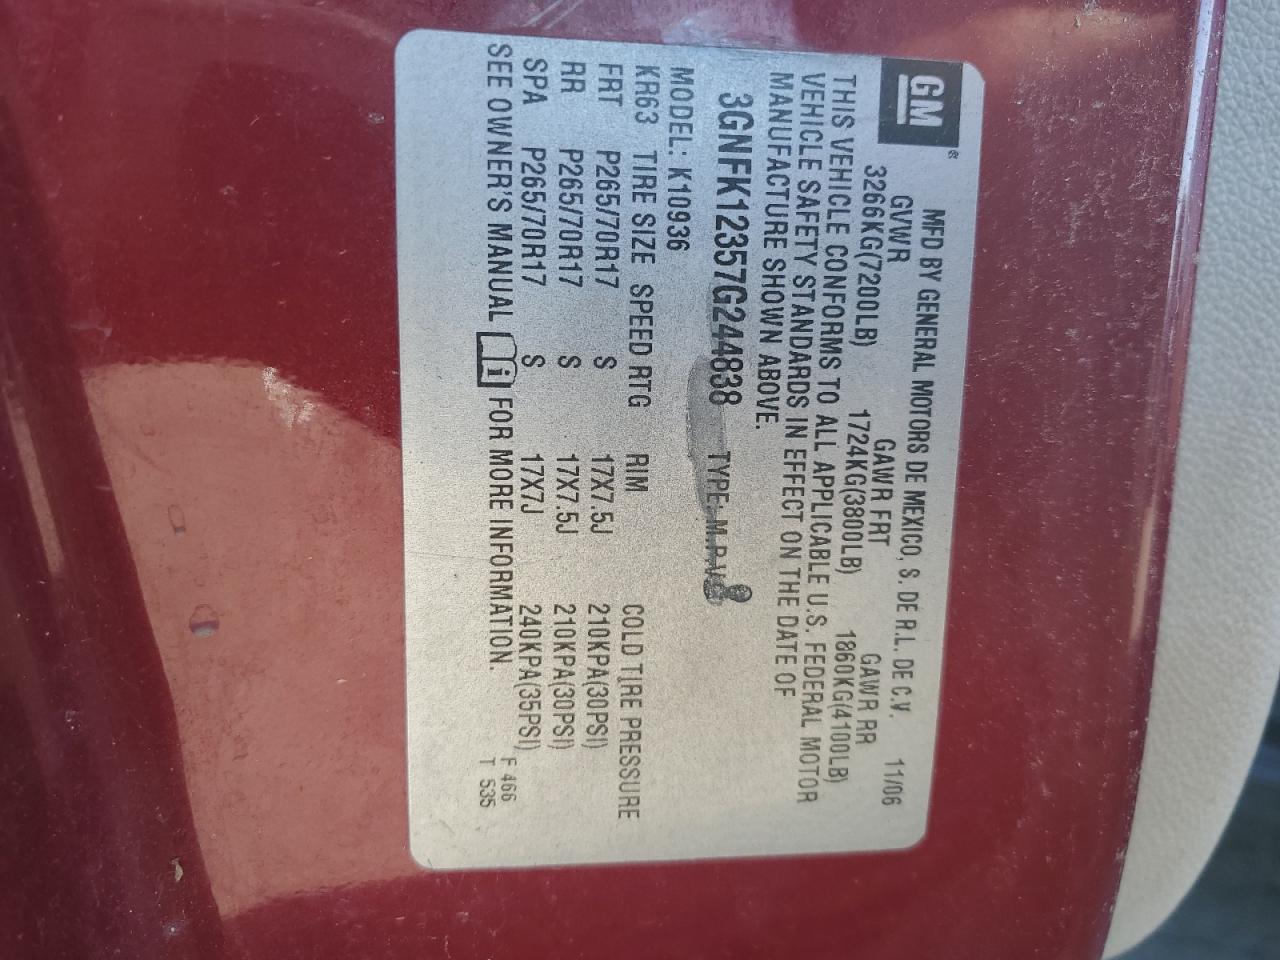 GM
MFD BY GENERAL MOTORS DE MEXICO, S. DE R.L. DE C.V. 11/06
GVWR GAWR FRT GAWR RR
3266KG(7200LB) 1724KG(3800LB) 1860KG(4100LB)
THIS VEHICLE CONFORMS TO ALL APPLICABLE U.S. FEDERAL MOTOR
VEHICLE SAFETY STANDARDS IN EFFECT ON THE DATE OF
MANUFACTURE SHOWN ABOVE.
3GNFK12357G244838 TYPE: M.P.V.
MODEL: K10936
KR63 TIRE SIZE SPEED RTG RIM COLD TIRE PRESSURE
FRT P265/70R17 S 17X7.5J 210KPA(30PSI)
RR P265/70R17 S 17X7.5J 210KPA(30PSI)
SPA P265/70R17 S 17X7J 240KPA(35PSI)
SEE OWNER'S MANUAL i FOR MORE INFORMATION.
F 466
T 535